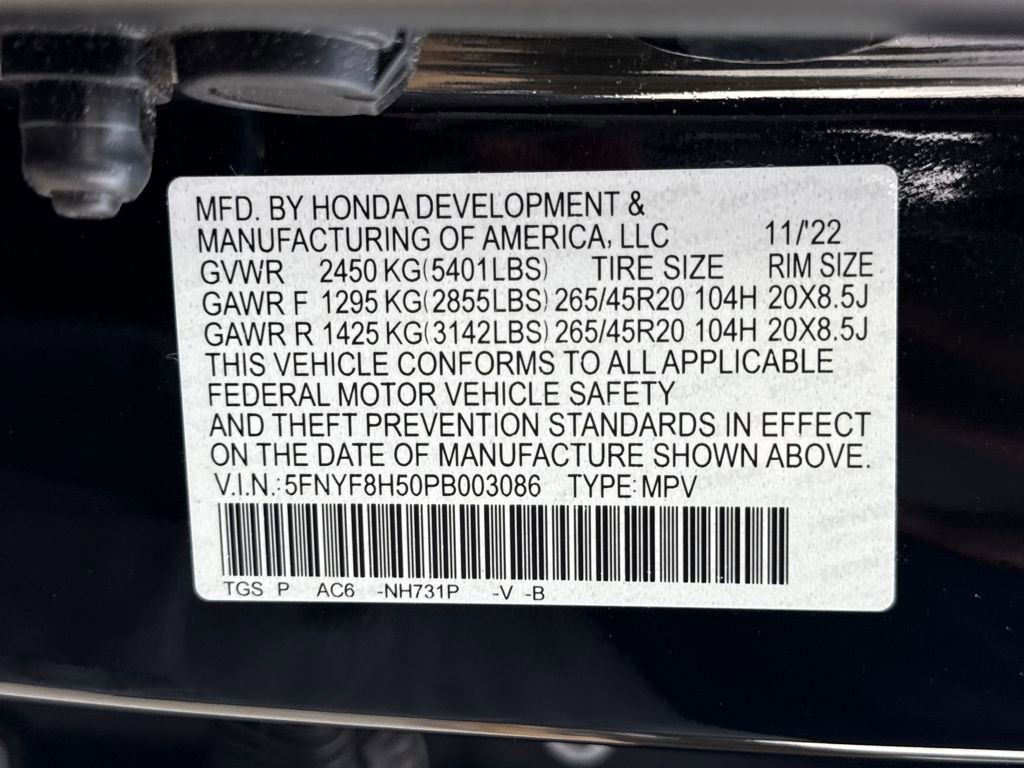 MFD. BY HONDA DEVELOPMENT &
MANUFACTURING OF AMERICA, LLC 11/'22
GVWR 2450 KG(5401LBS) TIRE SIZE RIM SIZE
GAWR F 1295 KG(2855LBS) 265/45R20 104H 20X8.5J
GAWR R 1425 KG(3142LBS) 265/45R20 104H 20X8.5J
THIS VEHICLE CONFORMS TO ALL APPLICABLE
FEDERAL MOTOR VEHICLE SAFETY
AND THEFT PREVENTION STANDARDS IN EFFECT
ON THE DATE OF MANUFACTURE SHOWN ABOVE.
V.I.N.: 5FNYF8H50PB003086 TYPE: MPV
TGS P AC6 -NH731P -V -B